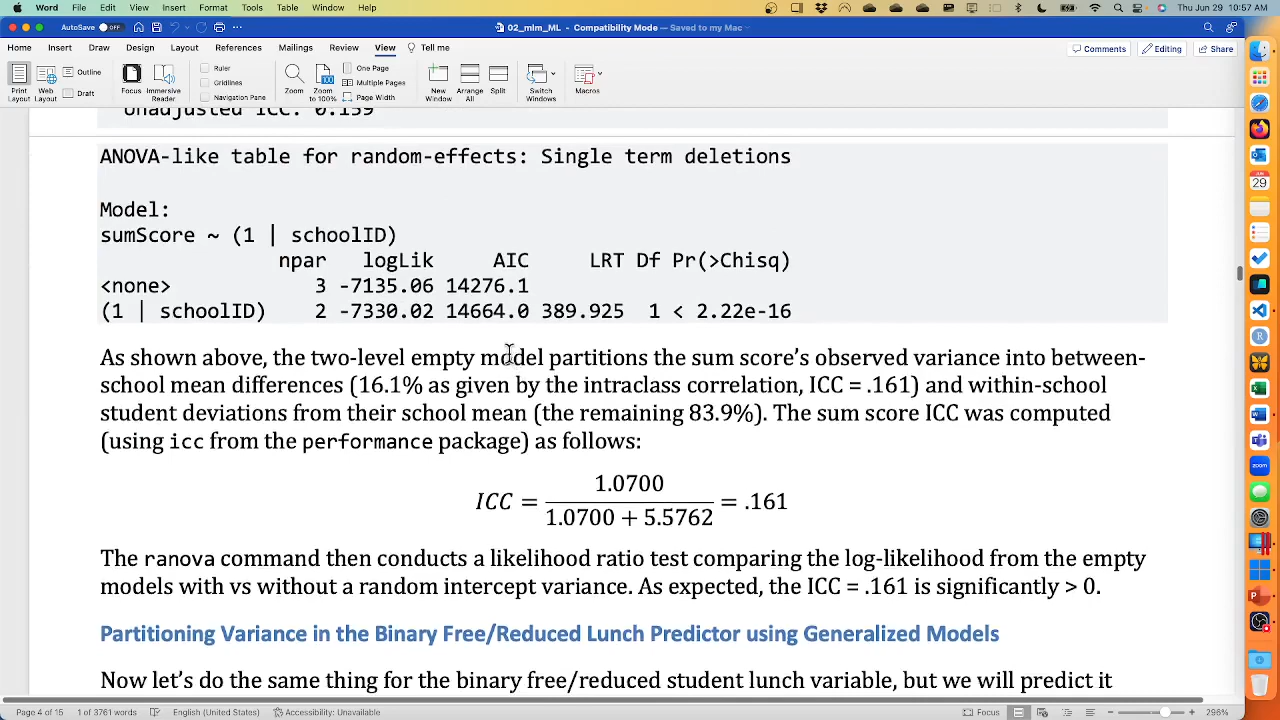 Word File Edit View Insert Format Tools Table Window Help Thu Jun 29 10:57 AM
AutoSave OFF 02_mlm_ML - Compatibility Mode — Saved to my Mac
Home Insert Draw Design Layout References Mailings Review View Tell me Comments Editing Share
Print Layout Web Layout Outline Draft Focus Immersive Reader Ruler Gridlines Navigation Pane Zoom Zoom to 100% One Page Multiple Pages Page Width New Window Arrange All Split Switch Windows Macros
Unadjusted ICC: 0.159
ANOVA-like table for random-effects: Single term deletions
Model:
sumScore ~ (1 | schoolID)
npar logLik AIC LRT Df Pr(>Chisq)
<none> 3 -7135.06 14276.1
(1 | schoolID) 2 -7330.02 14664.0 389.925 1 < 2.22e-16
As shown above, the two-level empty model partitions the sum score’s observed variance into between-
school mean differences (16.1% as given by the intraclass correlation, ICC = .161) and within-school
student deviations from their school mean (the remaining 83.9%). The sum score ICC was computed
(using icc from the performance package) as follows:
ICC = 1.0700 / 1.0700 + 5.5762 = .161
The ranova command then conducts a likelihood ratio test comparing the log-likelihood from the empty
models with vs without a random intercept variance. As expected, the ICC = .161 is significantly > 0.
Partitioning Variance in the Binary Free/Reduced Lunch Predictor using Generalized Models
Now let’s do the same thing for the binary free/reduced student lunch variable, but we will predict it
Page 4 of 15 1 of 3761 words English (United States) Accessibility: Unavailable Focus 296%